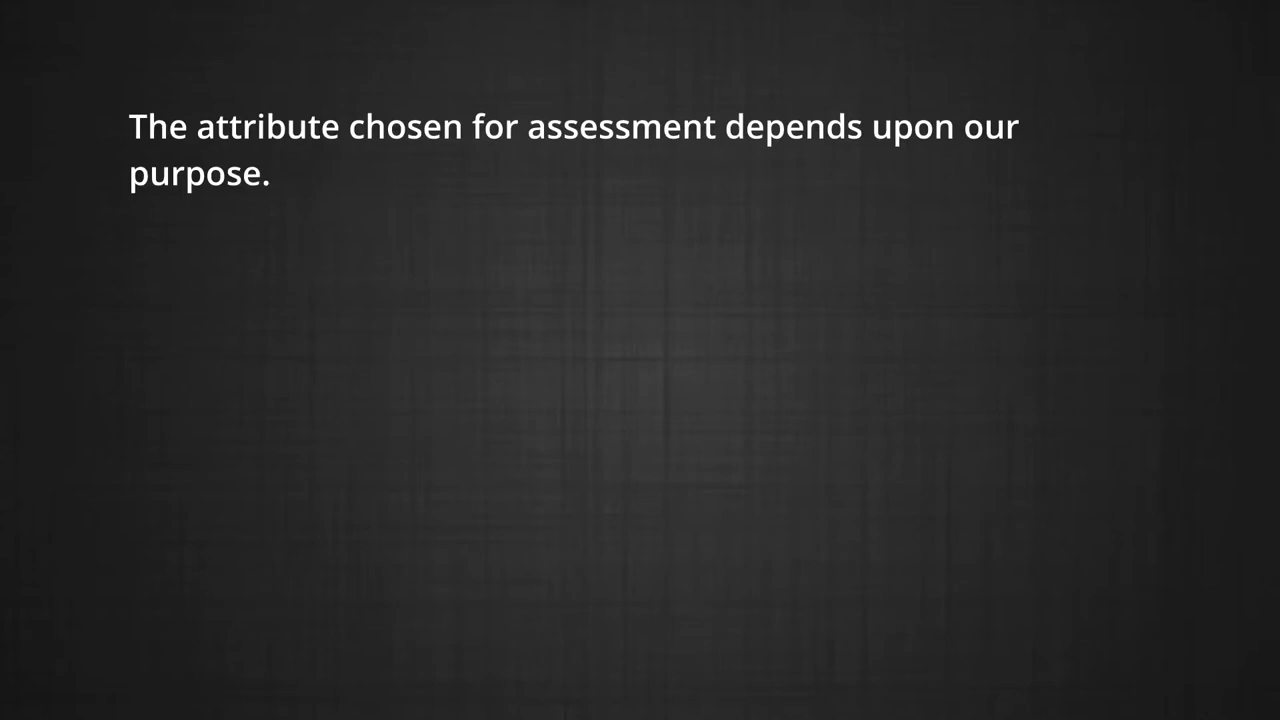 The attribute chosen for assessment depends upon our
purpose.